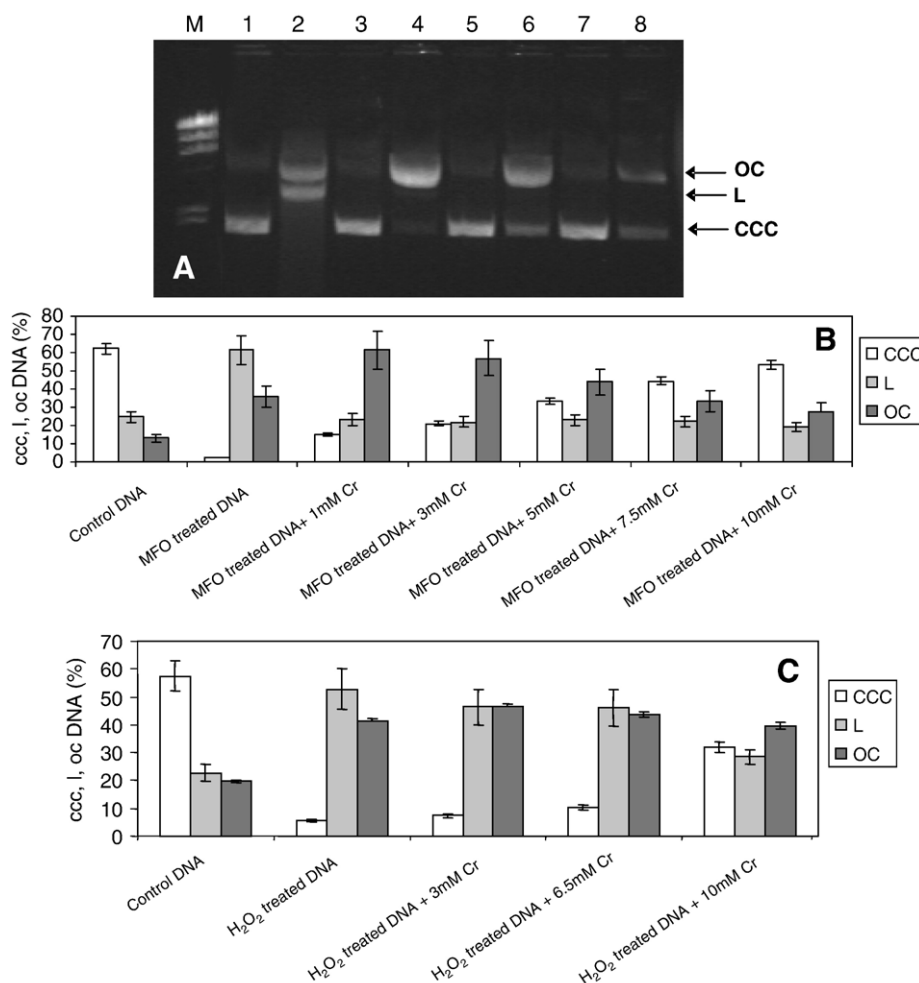 M 1 2 3 4 5 6 7 8
OC
L
CCC
A
80
70
60
50
40
30
20
10
0
ccc, l, oc DNA (%)
B
CCC
L
OC
Control DNA
MFO treated DNA
MFO treated DNA+ 1mM Cr
MFO treated DNA+ 3mM Cr
MFO treated DNA+ 5mM Cr
MFO treated DNA+ 7.5mM Cr
MFO treated DNA+ 10mM Cr
70
60
50
40
30
20
10
0
ccc, l, oc DNA (%)
C
CCC
L
OC
Control DNA
H₂O₂ treated DNA
H₂O₂ treated DNA + 3mM Cr
H₂O₂ treated DNA + 6.5mM Cr
H₂O₂ treated DNA + 10mM Cr